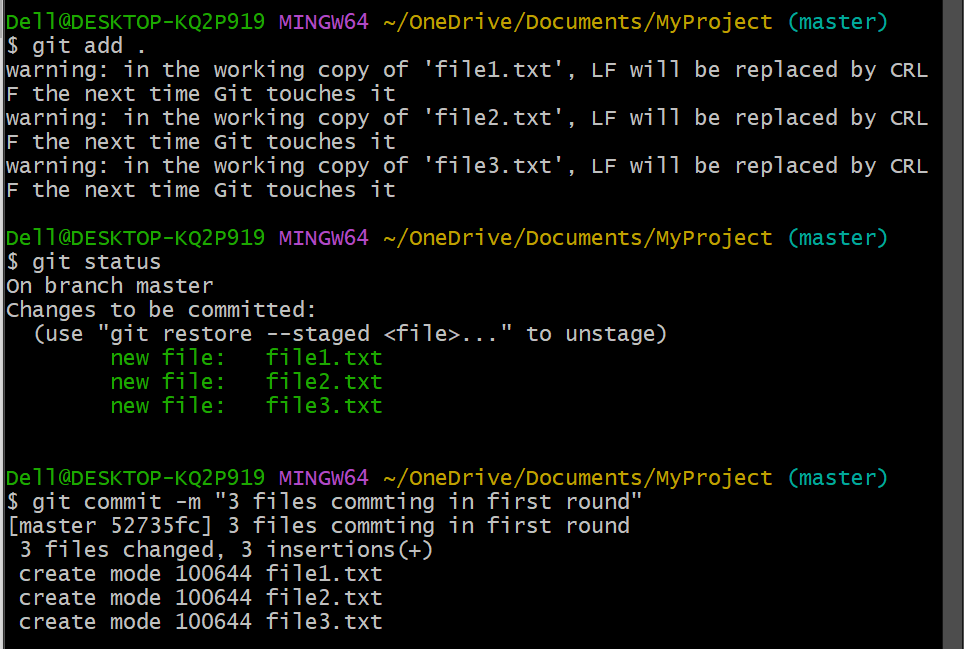 Dell@DESKTOP-KQ2P919 MINGW64 ~/OneDrive/Documents/MyProject (master)
$ git add .
warning: in the working copy of 'file1.txt', LF will be replaced by CRL
F the next time Git touches it
warning: in the working copy of 'file2.txt', LF will be replaced by CRL
F the next time Git touches it
warning: in the working copy of 'file3.txt', LF will be replaced by CRL
F the next time Git touches it
Dell@DESKTOP-KQ2P919 MINGW64 ~/OneDrive/Documents/MyProject (master)
$ git status
On branch master
Changes to be committed:
  (use "git restore --staged <file>..." to unstage)
        new file:   file1.txt
        new file:   file2.txt
        new file:   file3.txt
Dell@DESKTOP-KQ2P919 MINGW64 ~/OneDrive/Documents/MyProject (master)
$ git commit -m "3 files commting in first round"
[master 52735fc] 3 files commting in first round
 3 files changed, 3 insertions(+)
 create mode 100644 file1.txt
 create mode 100644 file2.txt
 create mode 100644 file3.txt